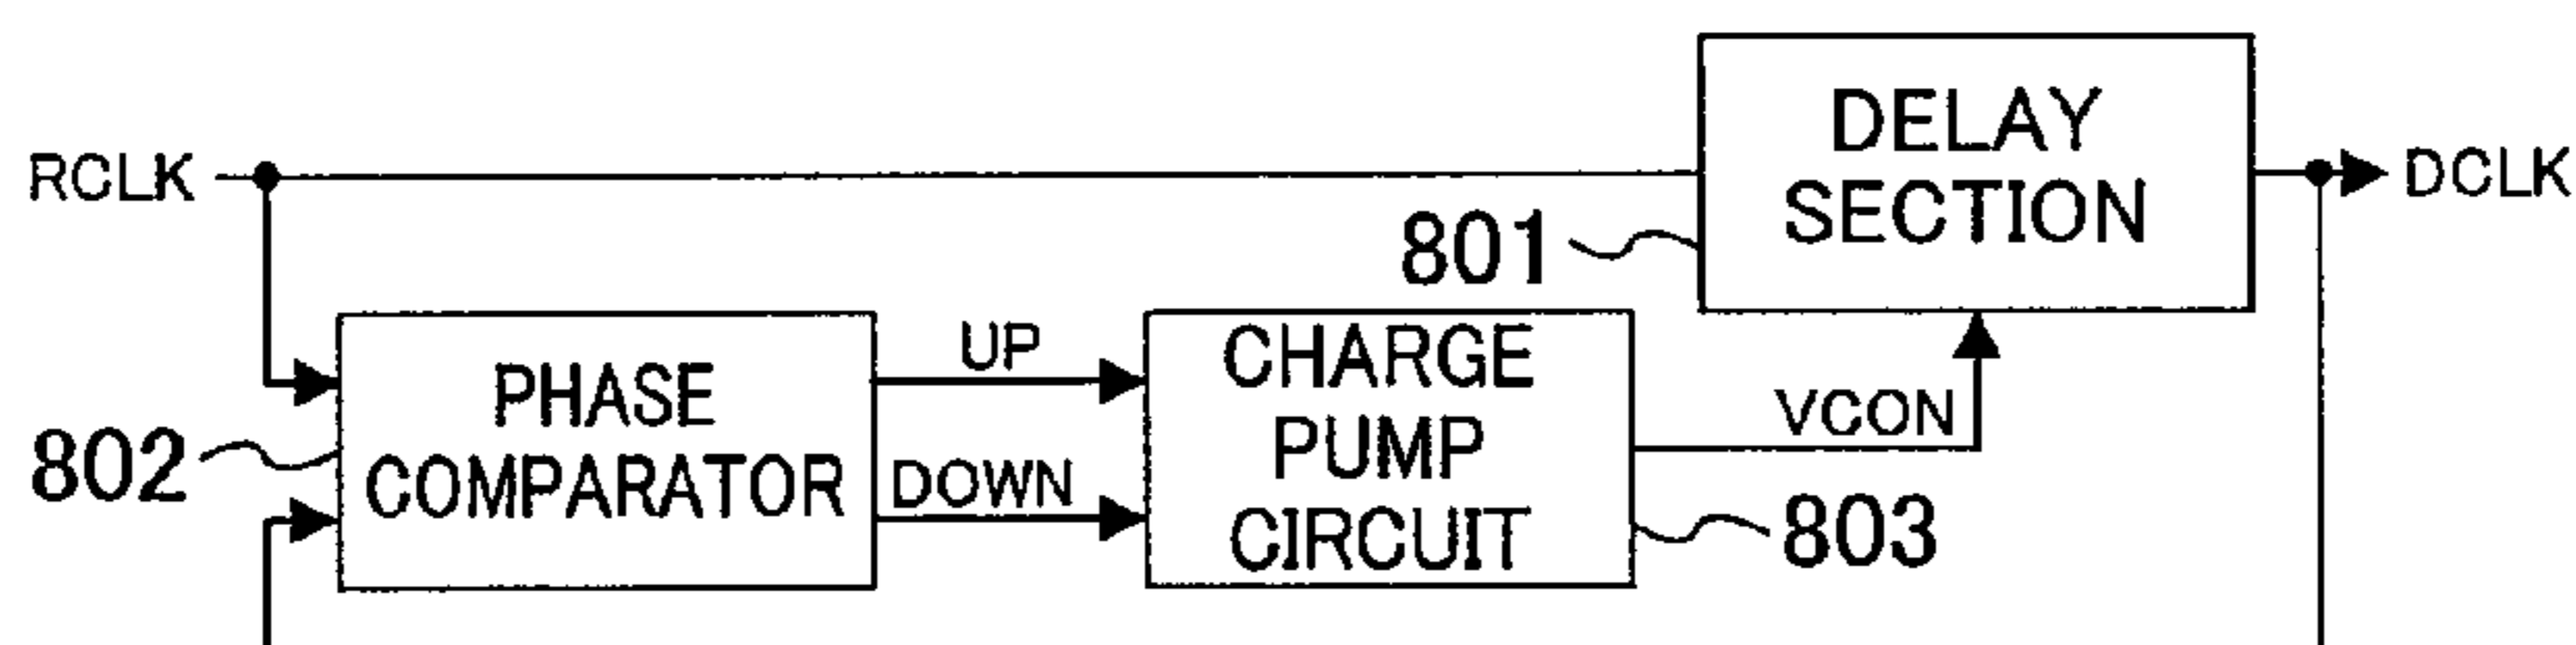 DELAY
SECTION
RCLK
DCLK
801
UP
CHARGE
PUMP
CIRCUIT
PHASE
COMPARATOR
VCON
802
DOWN
803